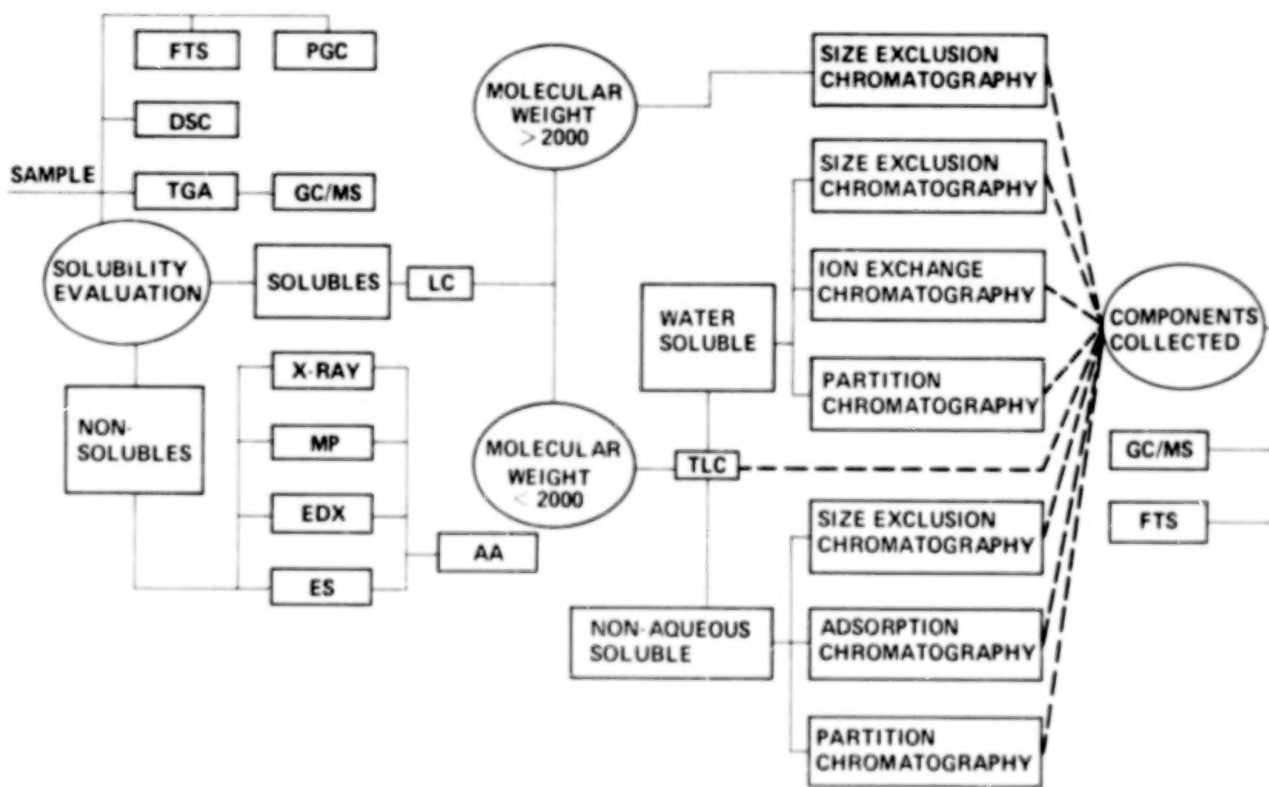 FTS
PGC
DSC
SAMPLE
TGA
GC/MS
SOLUBILITY
EVALUATION
SOLUBLES
LC
NON-
SOLUBLES
X-RAY
MP
EDX
ES
AA
MOLECULAR
WEIGHT
> 2000
MOLECULAR
WEIGHT
< 2000
TLC
WATER
SOLUBLE
NON-AQUEOUS
SOLUBLE
SIZE EXCLUSION
CHROMATOGRAPHY
SIZE EXCLUSION
CHROMATOGRAPHY
ION EXCHANGE
CHROMATOGRAPHY
PARTITION
CHROMATOGRAPHY
SIZE EXCLUSION
CHROMATOGRAPHY
ADSORPTION
CHROMATOGRAPHY
PARTITION
CHROMATOGRAPHY
COMPONENTS
COLLECTED
GC/MS
FTS